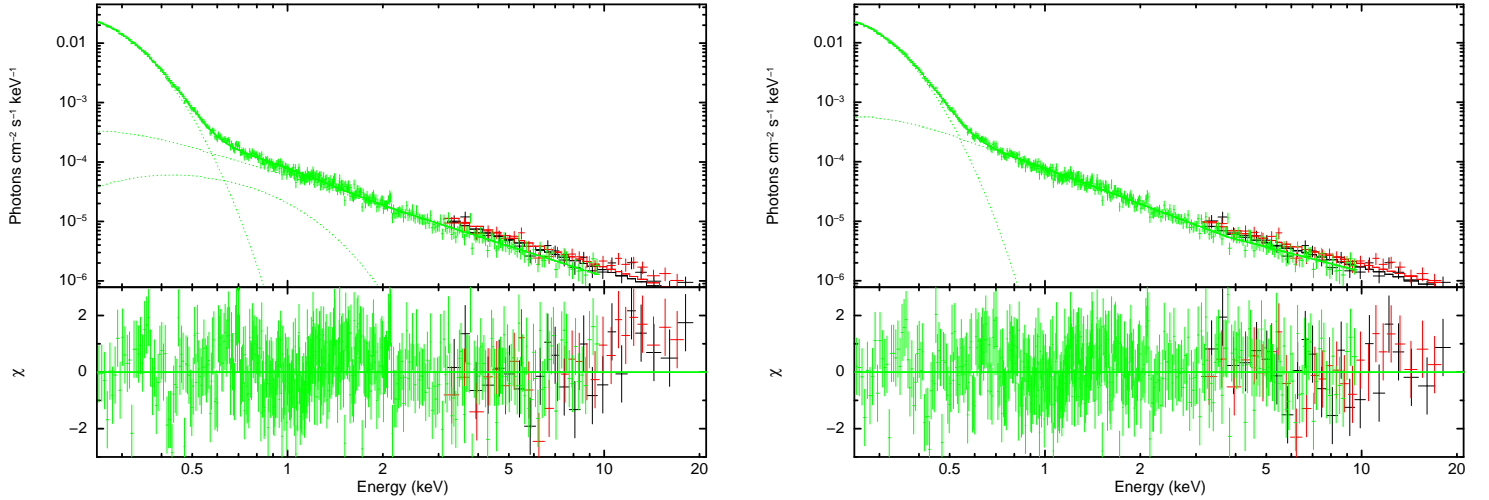 0.01
10⁻³
10⁻⁴
10⁻⁵
10⁻⁶
Photons cm⁻² s⁻¹ keV⁻¹
2
0
−2
χ
0.5 1 2 5 10 20
Energy (keV)
0.01
10⁻³
10⁻⁴
10⁻⁵
10⁻⁶
Photons cm⁻² s⁻¹ keV⁻¹
2
0
−2
χ
0.5 1 2 5 10 20
Energy (keV)